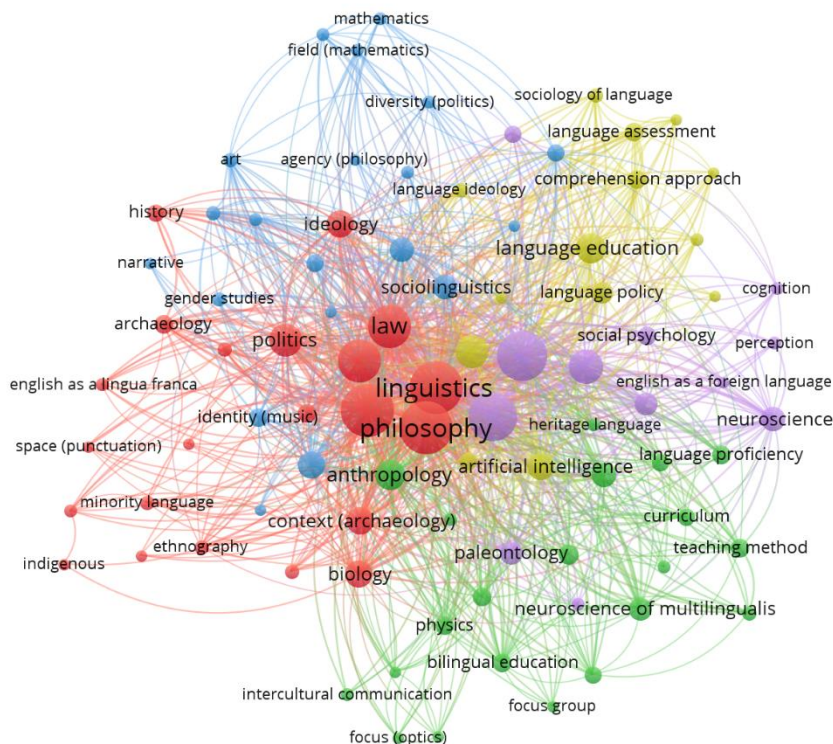 mathematics
field (mathematics)
sociology of language
diversity (politics)
language assessment
art
agency (philosophy)
comprehension approach
language ideology
history
ideology
language education
narrative
sociolinguistics
cognition
gender studies
language policy
archaeology
law
social psychology
politics
perception
english as a lingua franca
linguistics
english as a foreign language
identity (music)
philosophy
heritage language
neuroscience
space (punctuation)
language proficiency
anthropology
artificial intelligence
minority language
context (archaeology)
curriculum
ethnography
paleontology
teaching method
indigenous
biology
neuroscience of multilingualis
physics
bilingual education
intercultural communication
focus group
focus (optics)